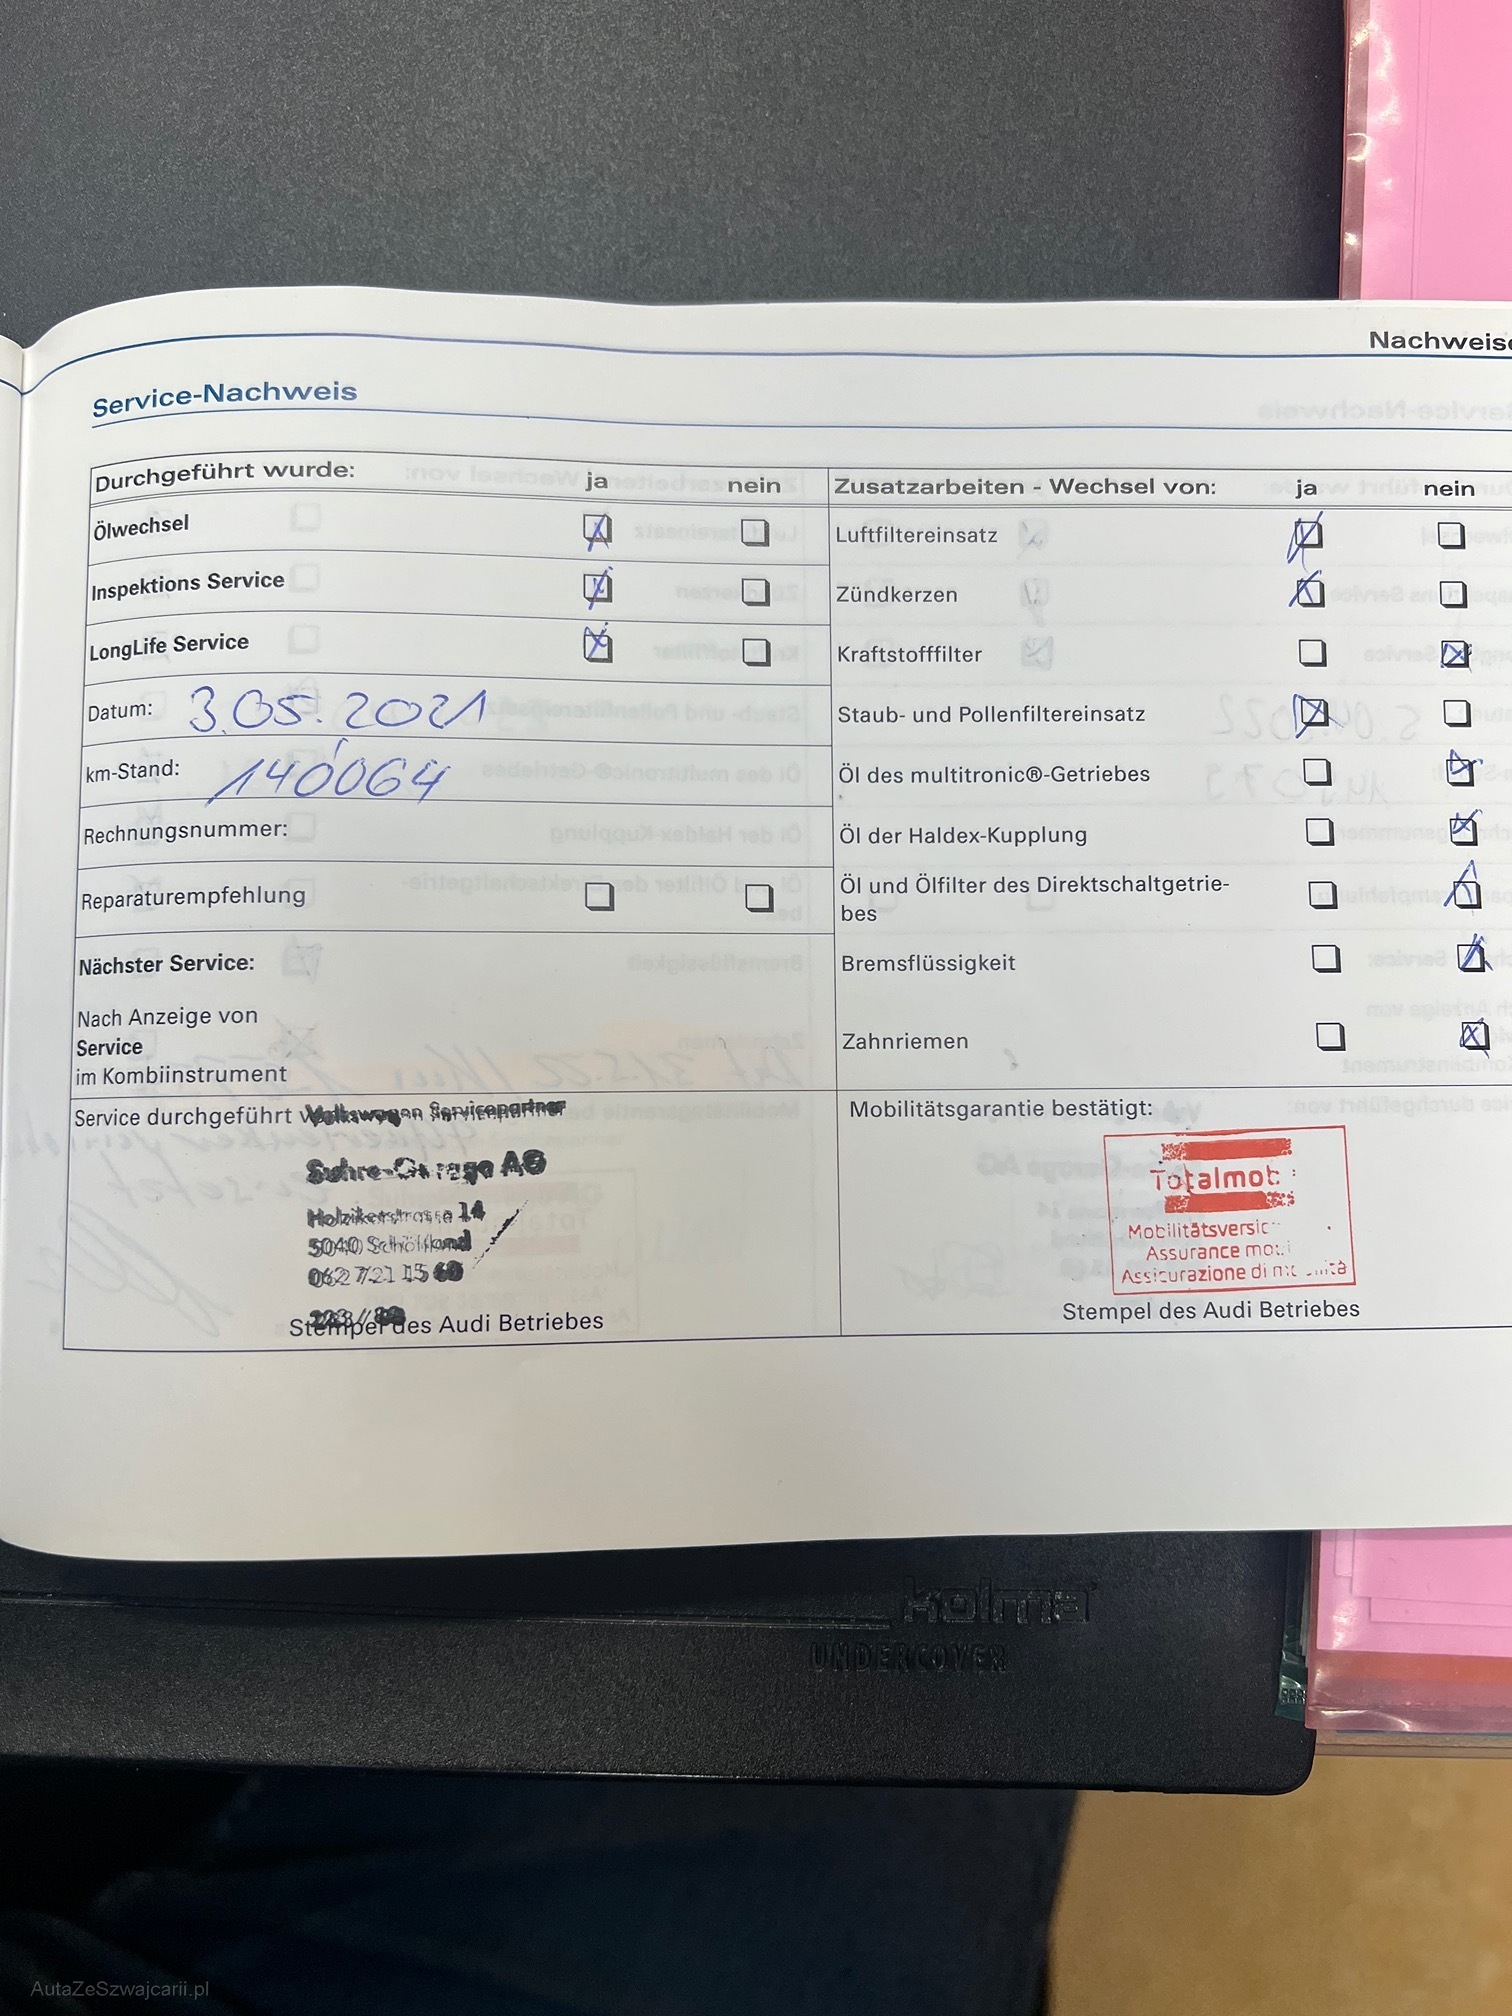 Nachweise
Service-Nachweis
Durchgeführt wurde: ja nein
Ölwechsel
Inspektions Service
LongLife Service
Datum: 3.05.2021
km-Stand: 140'064
Rechnungsnummer:
Reparaturempfehlung
Nächster Service:
Nach Anzeige von
Service
im Kombiinstrument
Service durchgeführt
Volkswagen Servicepartner
Suhre-Garage AG
Holzikerstrasse 14
5040 Schöftland
062 721 15 60
Stempel des Audi Betriebes
Zusatzarbeiten - Wechsel von: ja nein
Luftfiltereinsatz
Zündkerzen
Kraftstofffilter
Staub- und Pollenfiltereinsatz
Öl des multitronic®-Getriebes
Öl der Haldex-Kupplung
Öl und Ölfilter des Direktschaltgetrie-
bes
Bremsflüssigkeit
Zahnriemen
Mobilitätsgarantie bestätigt:
Totalmob
Mobilitätsversic
Assurance mobi
Assicurazione di
Stempel des Audi Betriebes
kolma
UNDERCOVER
AutaZeSzwajcarii.pl